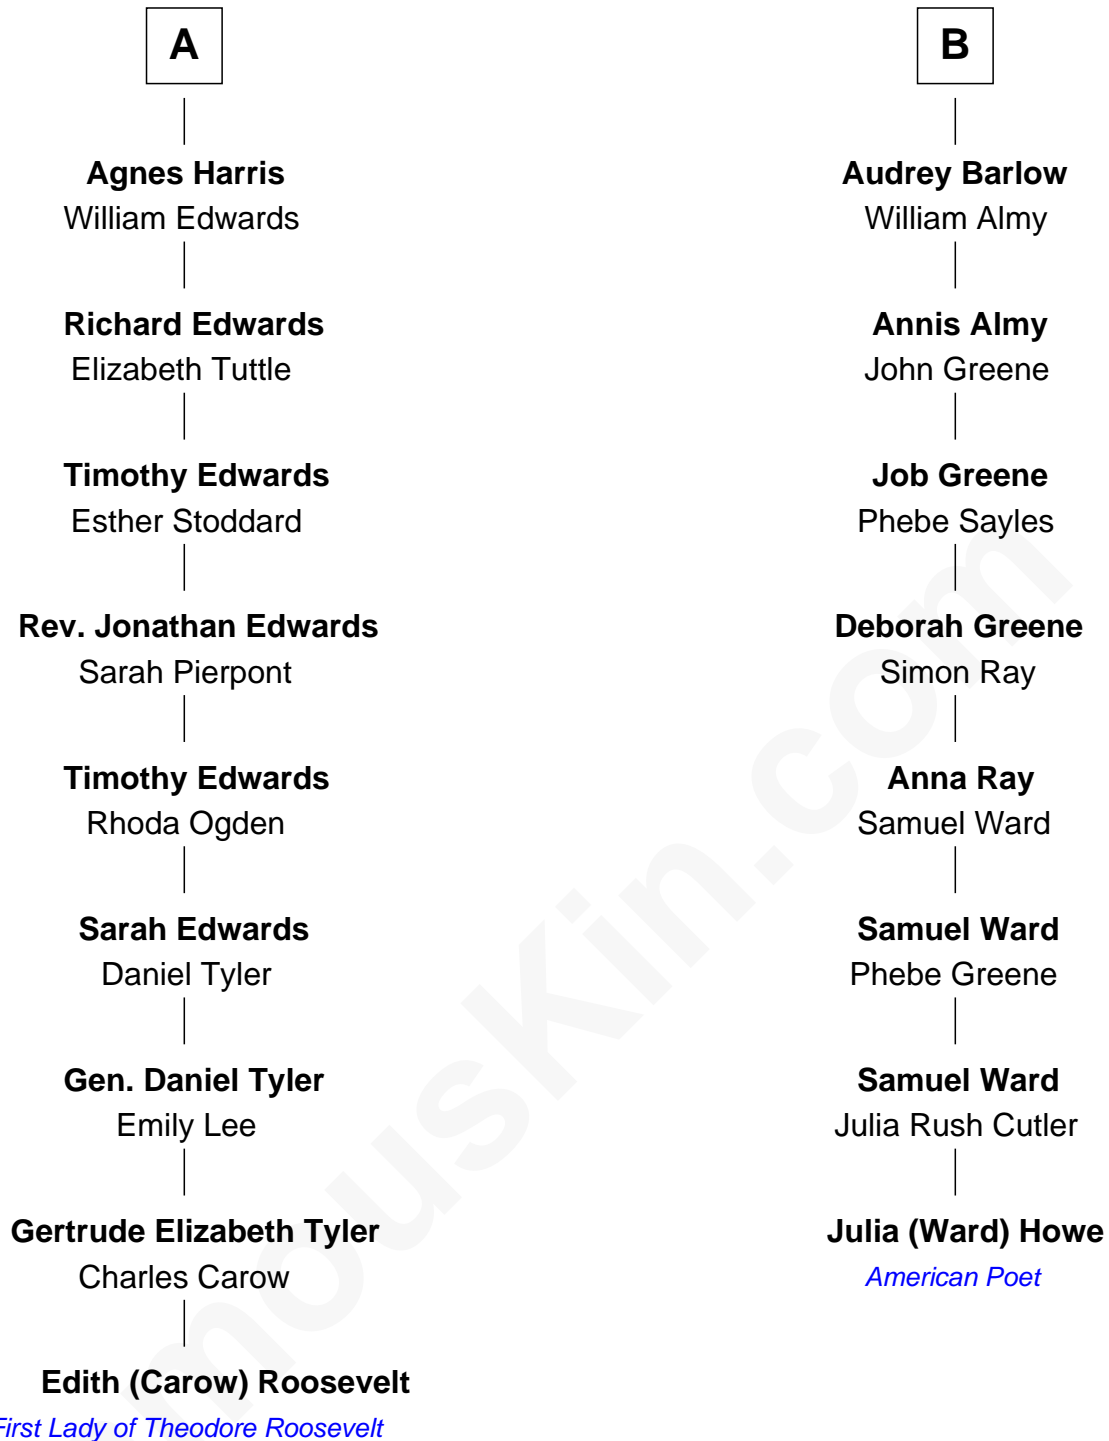 A
Agnes Harris
William Edwards
Richard Edwards
Elizabeth Tuttle
Timothy Edwards
Esther Stoddard
Rev. Jonathan Edwards
Sarah Pierpont
Timothy Edwards
Rhoda Ogden
Sarah Edwards
Daniel Tyler
Gen. Daniel Tyler
Emily Lee
Gertrude Elizabeth Tyler
Charles Carow
Edith (Carow) Roosevelt
First Lady of Theodore Roosevelt
B
Audrey Barlow
William Almy
Annis Almy
John Greene
Job Greene
Phebe Sayles
Deborah Greene
Simon Ray
Anna Ray
Samuel Ward
Samuel Ward
Phebe Greene
Samuel Ward
Julia Rush Cutler
Julia (Ward) Howe
American Poet
mouskin.com